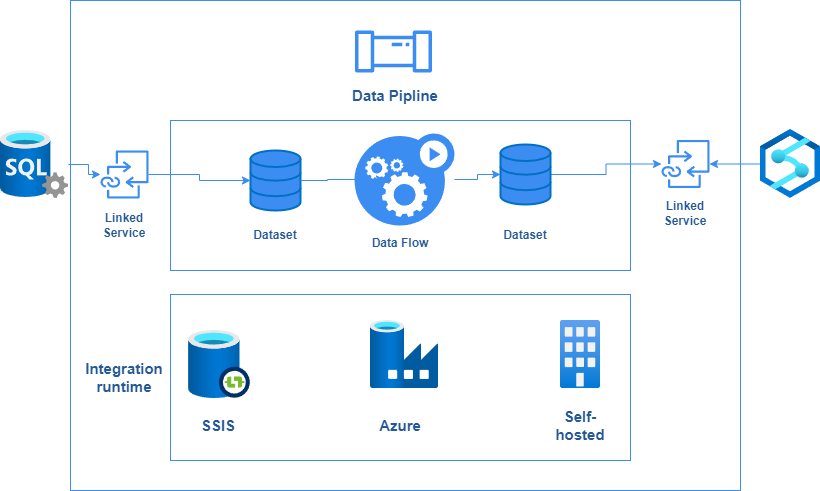 Data Pipline
SQL
Linked
Service
Dataset
Data Flow
Dataset
Linked
Service
Integration
runtime
SSIS
Azure
Self-
hosted